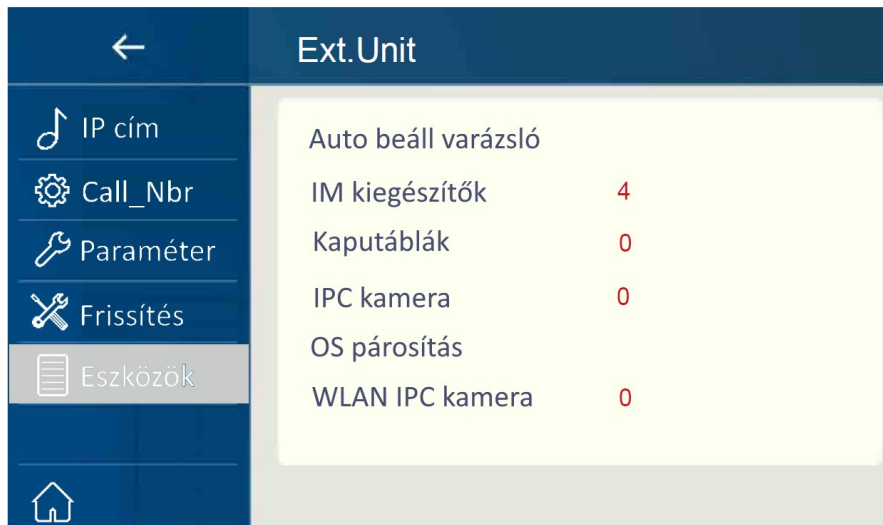 Ext.Unit
IP cím
Call_Nbr
Paraméter
Frissítés
Eszközök
Auto beáll varázsló
IM kiegészítők 4
Kaputáblák 0
IPC kamera 0
OS párosítás
WLAN IPC kamera 0